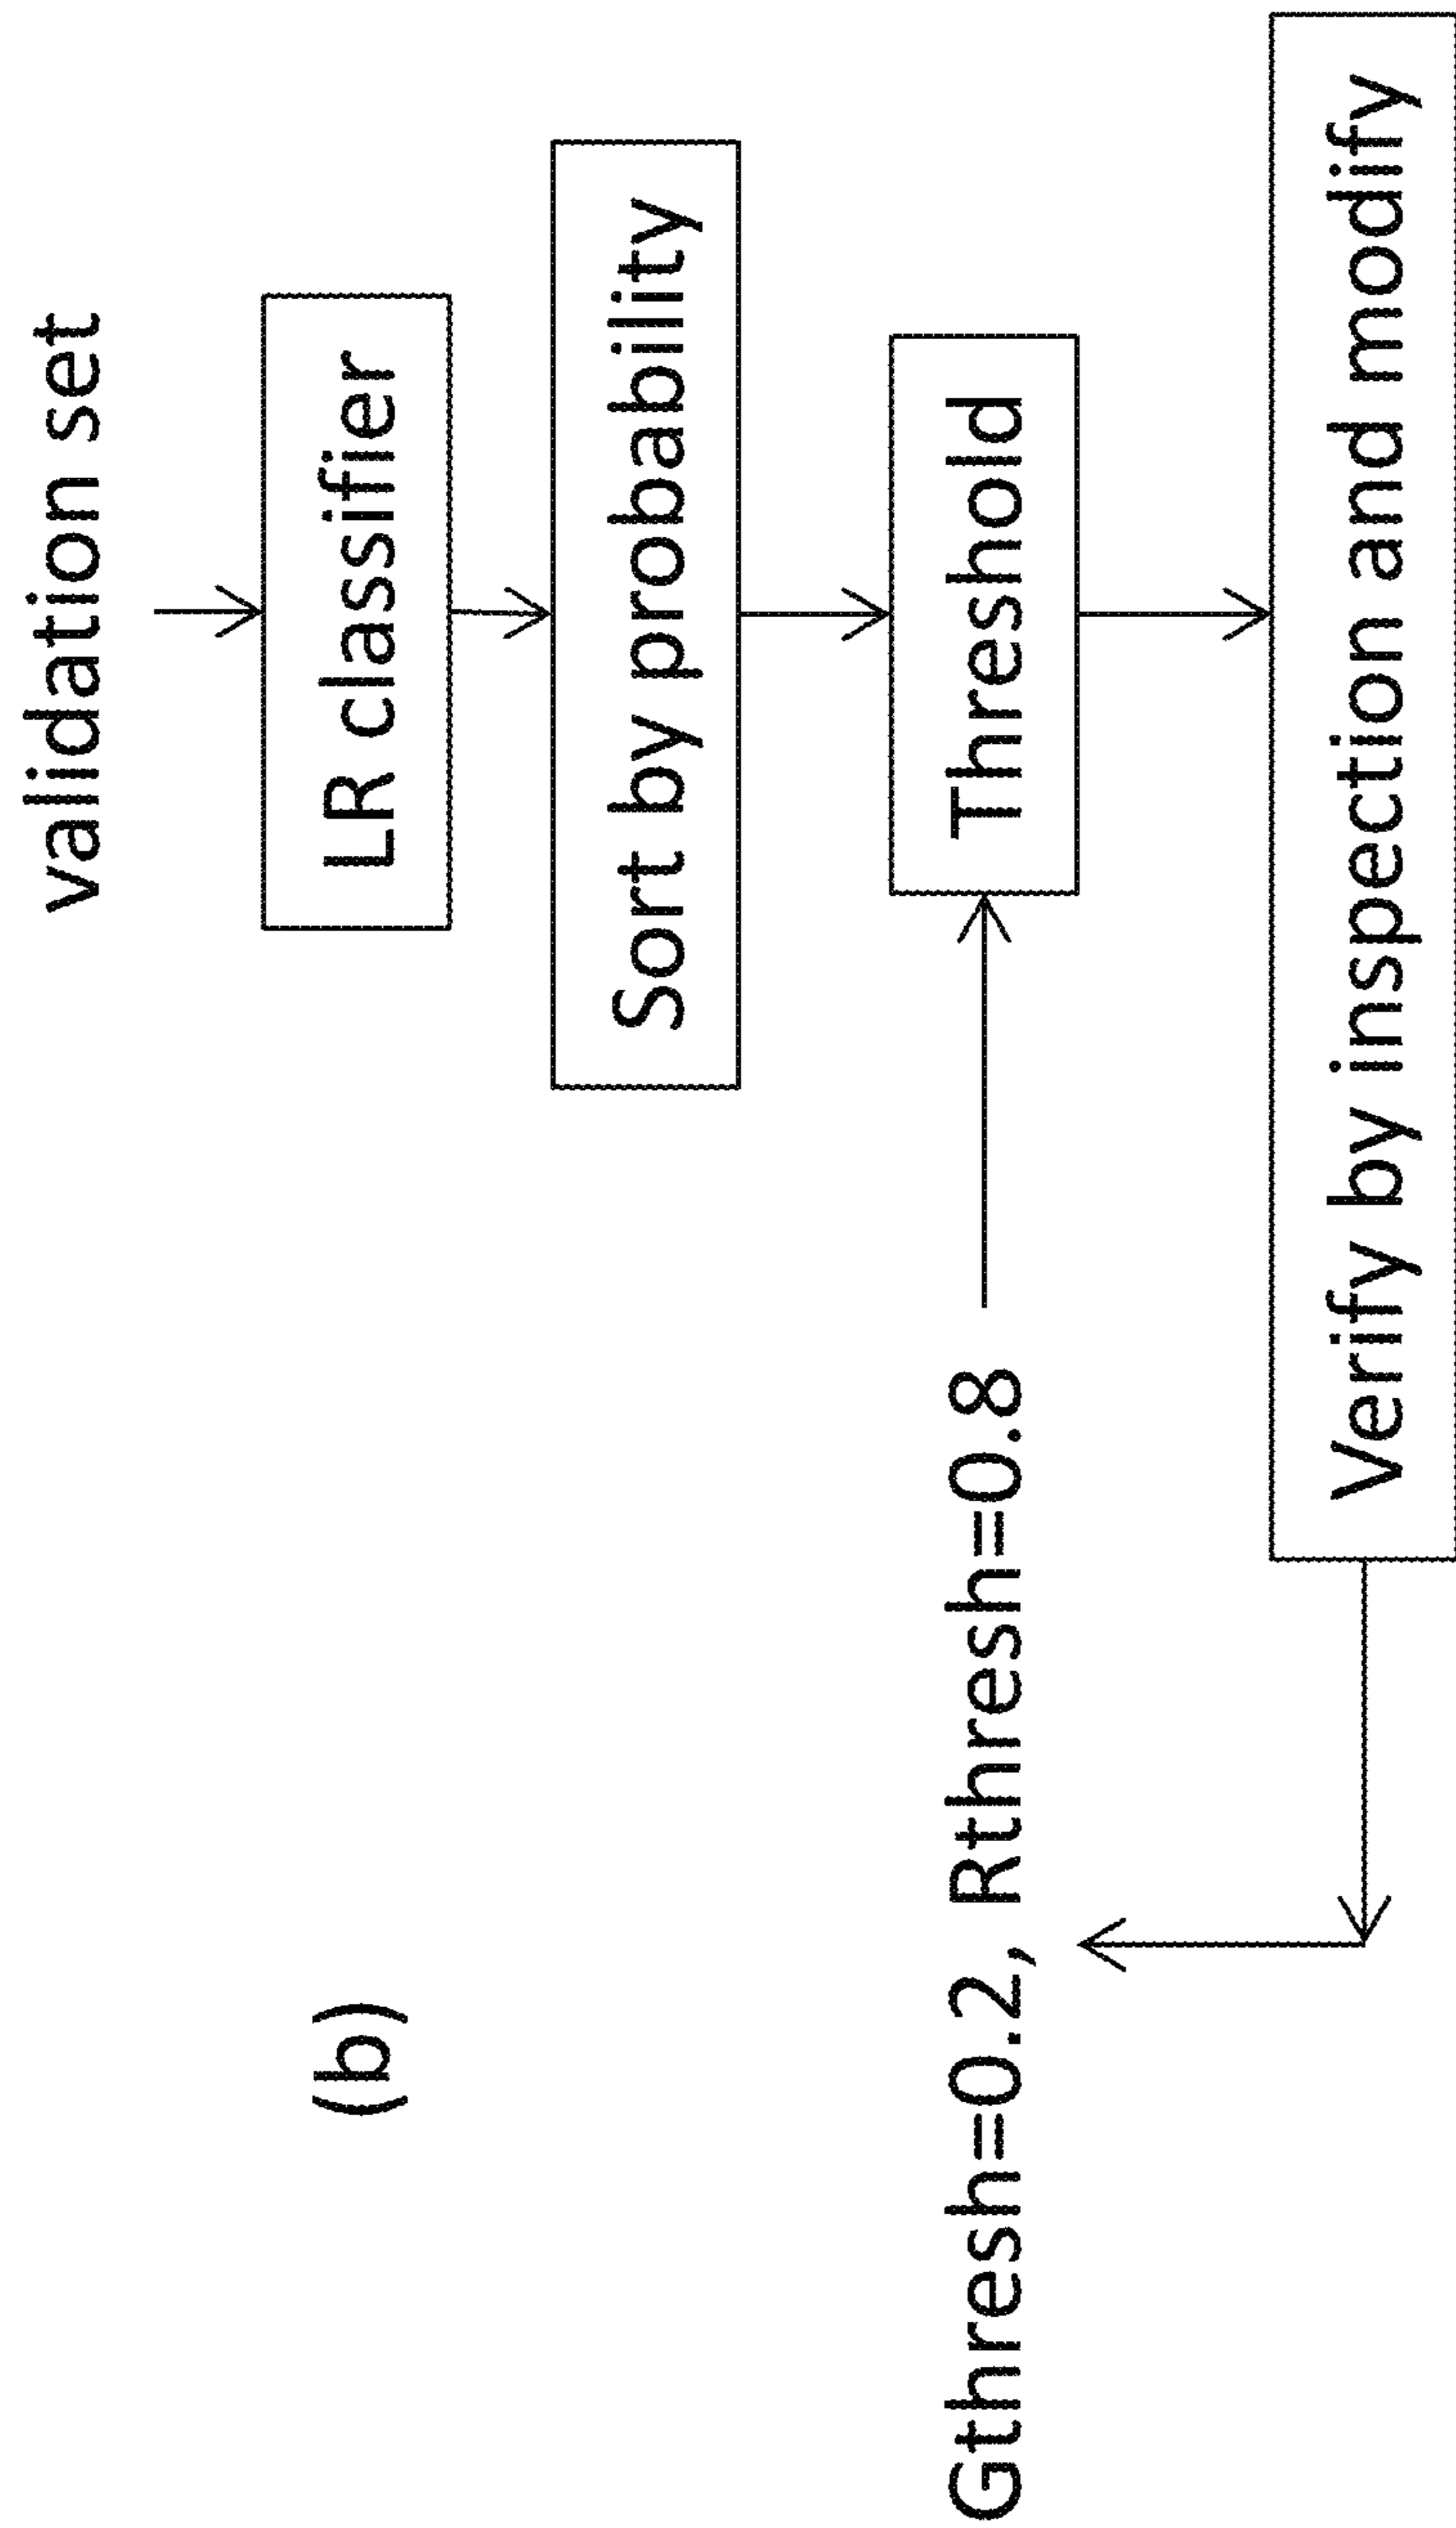 (b)
validation set
LR classifier
Sort by probability
Gthresh=0.2, Rthresh=0.8
Threshold
Verify by inspection and modify